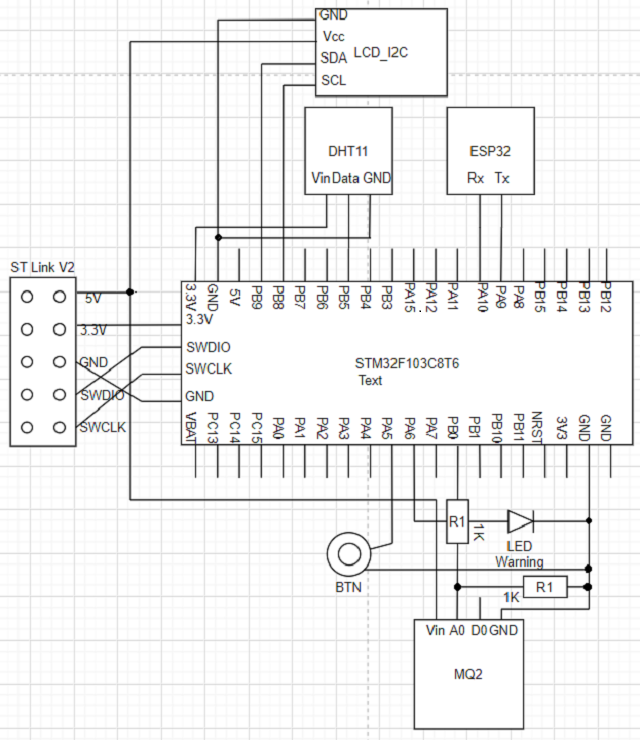 GND
Vcc
SDA
LCD_I2C
SCL
DHT11
Vin Data GND
ESP32
Rx Tx
ST Link V2
5V
3.3V
GND
SWDIO
SWCLK
3.3V GND 5V PB9 PB8 PB7 PB6 PB5 PB4 PB3 PA15 PA12 PA11 PA10 PA9 PA8 PB15 PB14 PB13 PB12
3.3V
SWDIO
SWCLK
GND
STM32F103C8T6
Text
VBAT PC13 PC14 PC15 PA0 PA1 PA2 PA3 PA4 PA5 PA6 PA7 PB0 PB1 PB10 PB11 NRST 3V3 GND GND
R1
1K
LED
Warning
BTN
R1
1K
Vin A0 D0 GND
MQ2